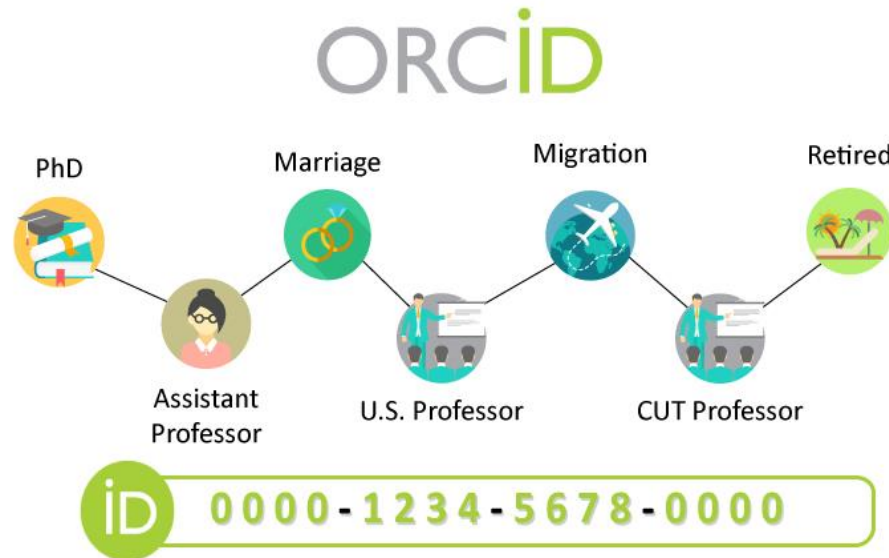 ORCiD
PhD
Marriage
Migration
Retired
Assistant
Professor
U.S. Professor
CUT Professor
iD 0000-1234-5678-0000